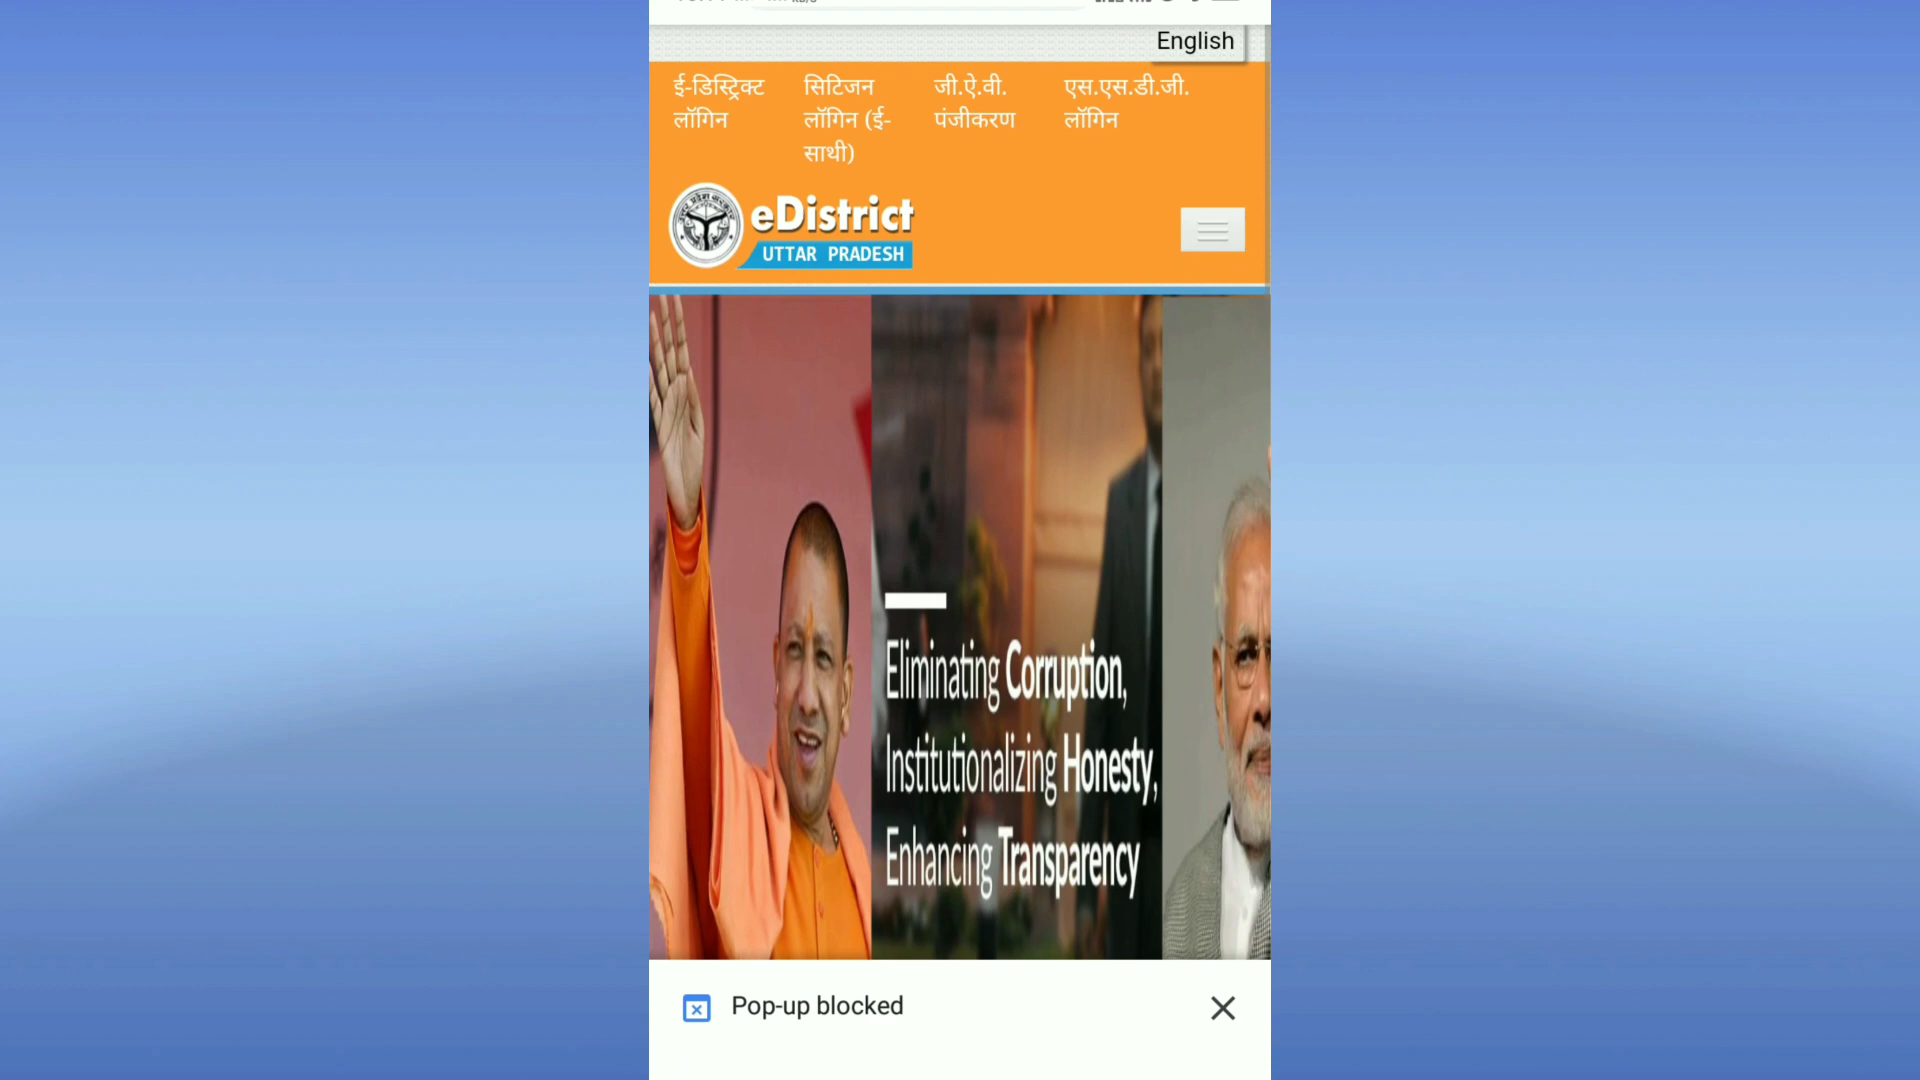 English
ई-डिस्ट्रिक्ट लॉगिन
सिटिजन लॉगिन (ई-साथी)
जी.ऐ.वी. पंजीकरण
एस.एस.डी.जी. लॉगिन
eDistrict
UTTAR PRADESH
Eliminating Corruption,
Institutionalizing Honesty,
Enhancing Transparency
Pop-up blocked